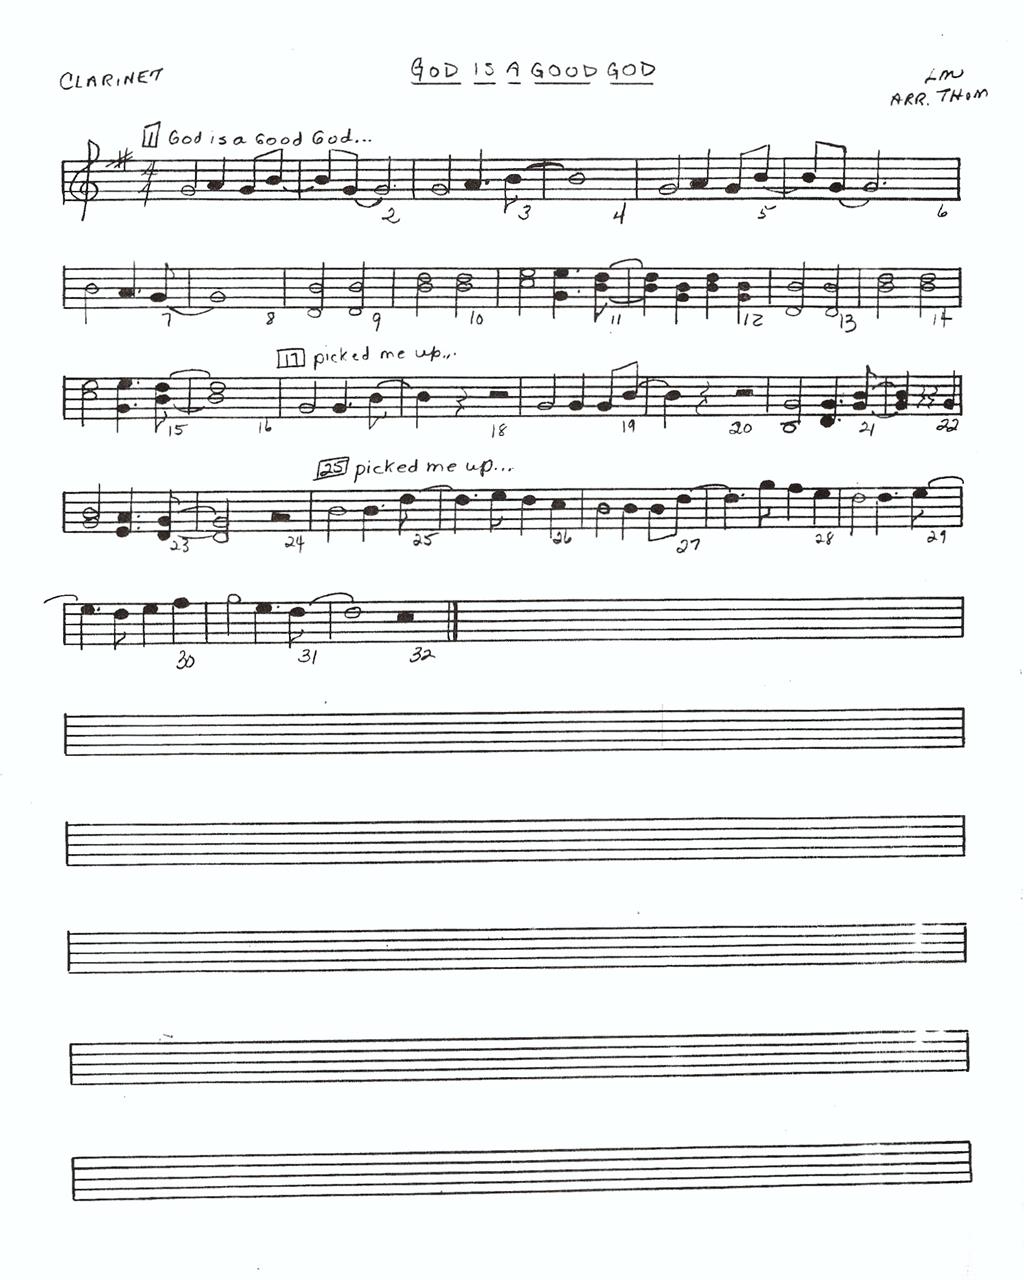 CLARINET
GOD IS A GOOD GOD
LM
ARR. THOM
1 God is a Good God...
4
4
2 3 4 5 6
7 8 9 10 11 12 13 14
17 picked me up...
15 16 18 19 20 21 22
25 picked me up...
23 24 25 26 27 28 29
30 31 32